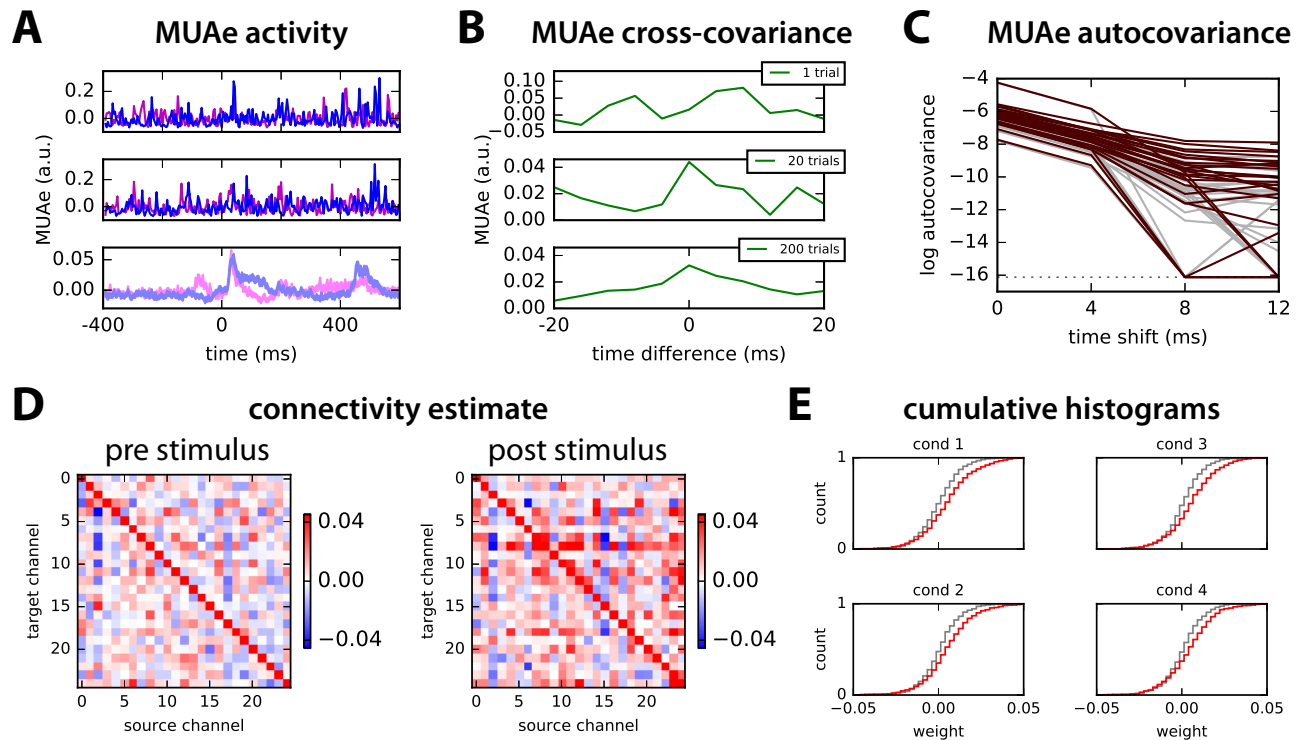 A MUAe activity
B MUAe cross-covariance
C MUAe autocovariance
MUAe (a.u.)
0.2
0.0
0.2
0.0
0.05
0.00
-400 0 400
time (ms)
MUAe (a.u.)
0.10
0.05
0.00
−0.05
1 trial
0.04
0.02
0.00
20 trials
0.04
0.02
0.00
200 trials
-20 0 20
time difference (ms)
log autocovariance
−4
−6
−8
−10
−12
−14
−16
0 4 8 12
time shift (ms)
D connectivity estimate
pre stimulus
target channel
0
5
10
15
20
0 5 10 15 20
source channel
0.04
0.00
−0.04
post stimulus
target channel
0
5
10
15
20
0 5 10 15 20
source channel
0.04
0.00
−0.04
E cumulative histograms
cond 1
count
1
0
cond 3
cond 2
count
1
0
−0.05 0.00 0.05
weight
cond 4
−0.05 0.00 0.05
weight